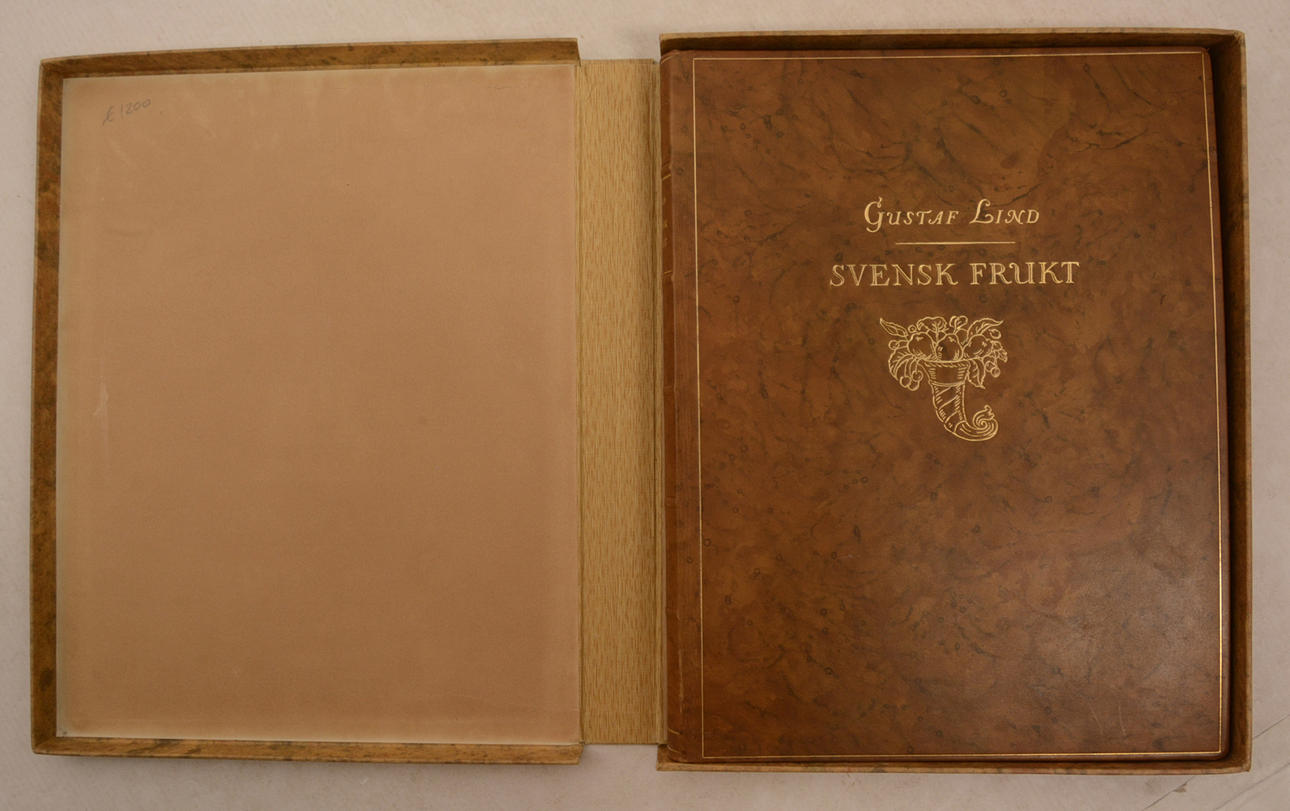 €1200
Gustaf Lind
SVENSK FRUKT